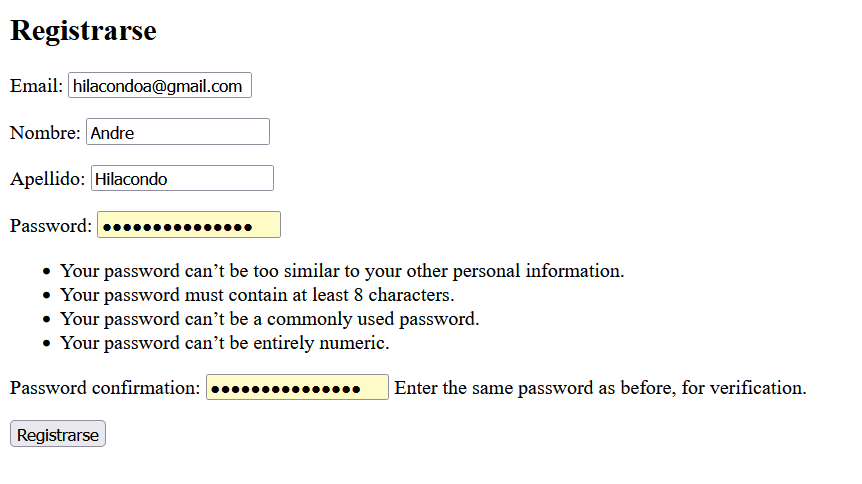 Registrarse
Email: hilacondoa@gmail.com
Nombre: Andre
Apellido: Hilacondo
Password: ●●●●●●●●●●●●●●●
• Your password can’t be too similar to your other personal information.
• Your password must contain at least 8 characters.
• Your password can’t be a commonly used password.
• Your password can’t be entirely numeric.
Password confirmation: ●●●●●●●●●●●●●●● Enter the same password as before, for verification.
Registrarse